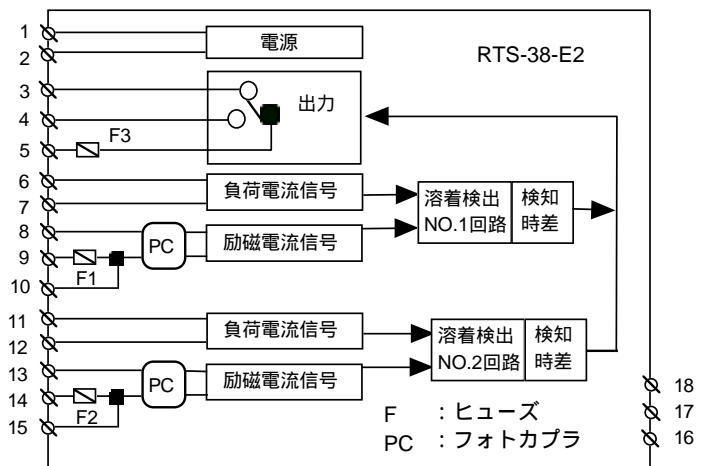 1
電源
RTS-38-E2
2
3
出力
4
F3
5
6
負荷電流信号
7
溶着検出 検知
NO.1回路 時差
8
PC
励磁電流信号
9
F1
10
11
負荷電流信号
12
溶着検出 検知
NO.2回路 時差
13
PC
励磁電流信号
14
F2
15
F :ヒューズ
PC :フォトカプラ
18
17
16